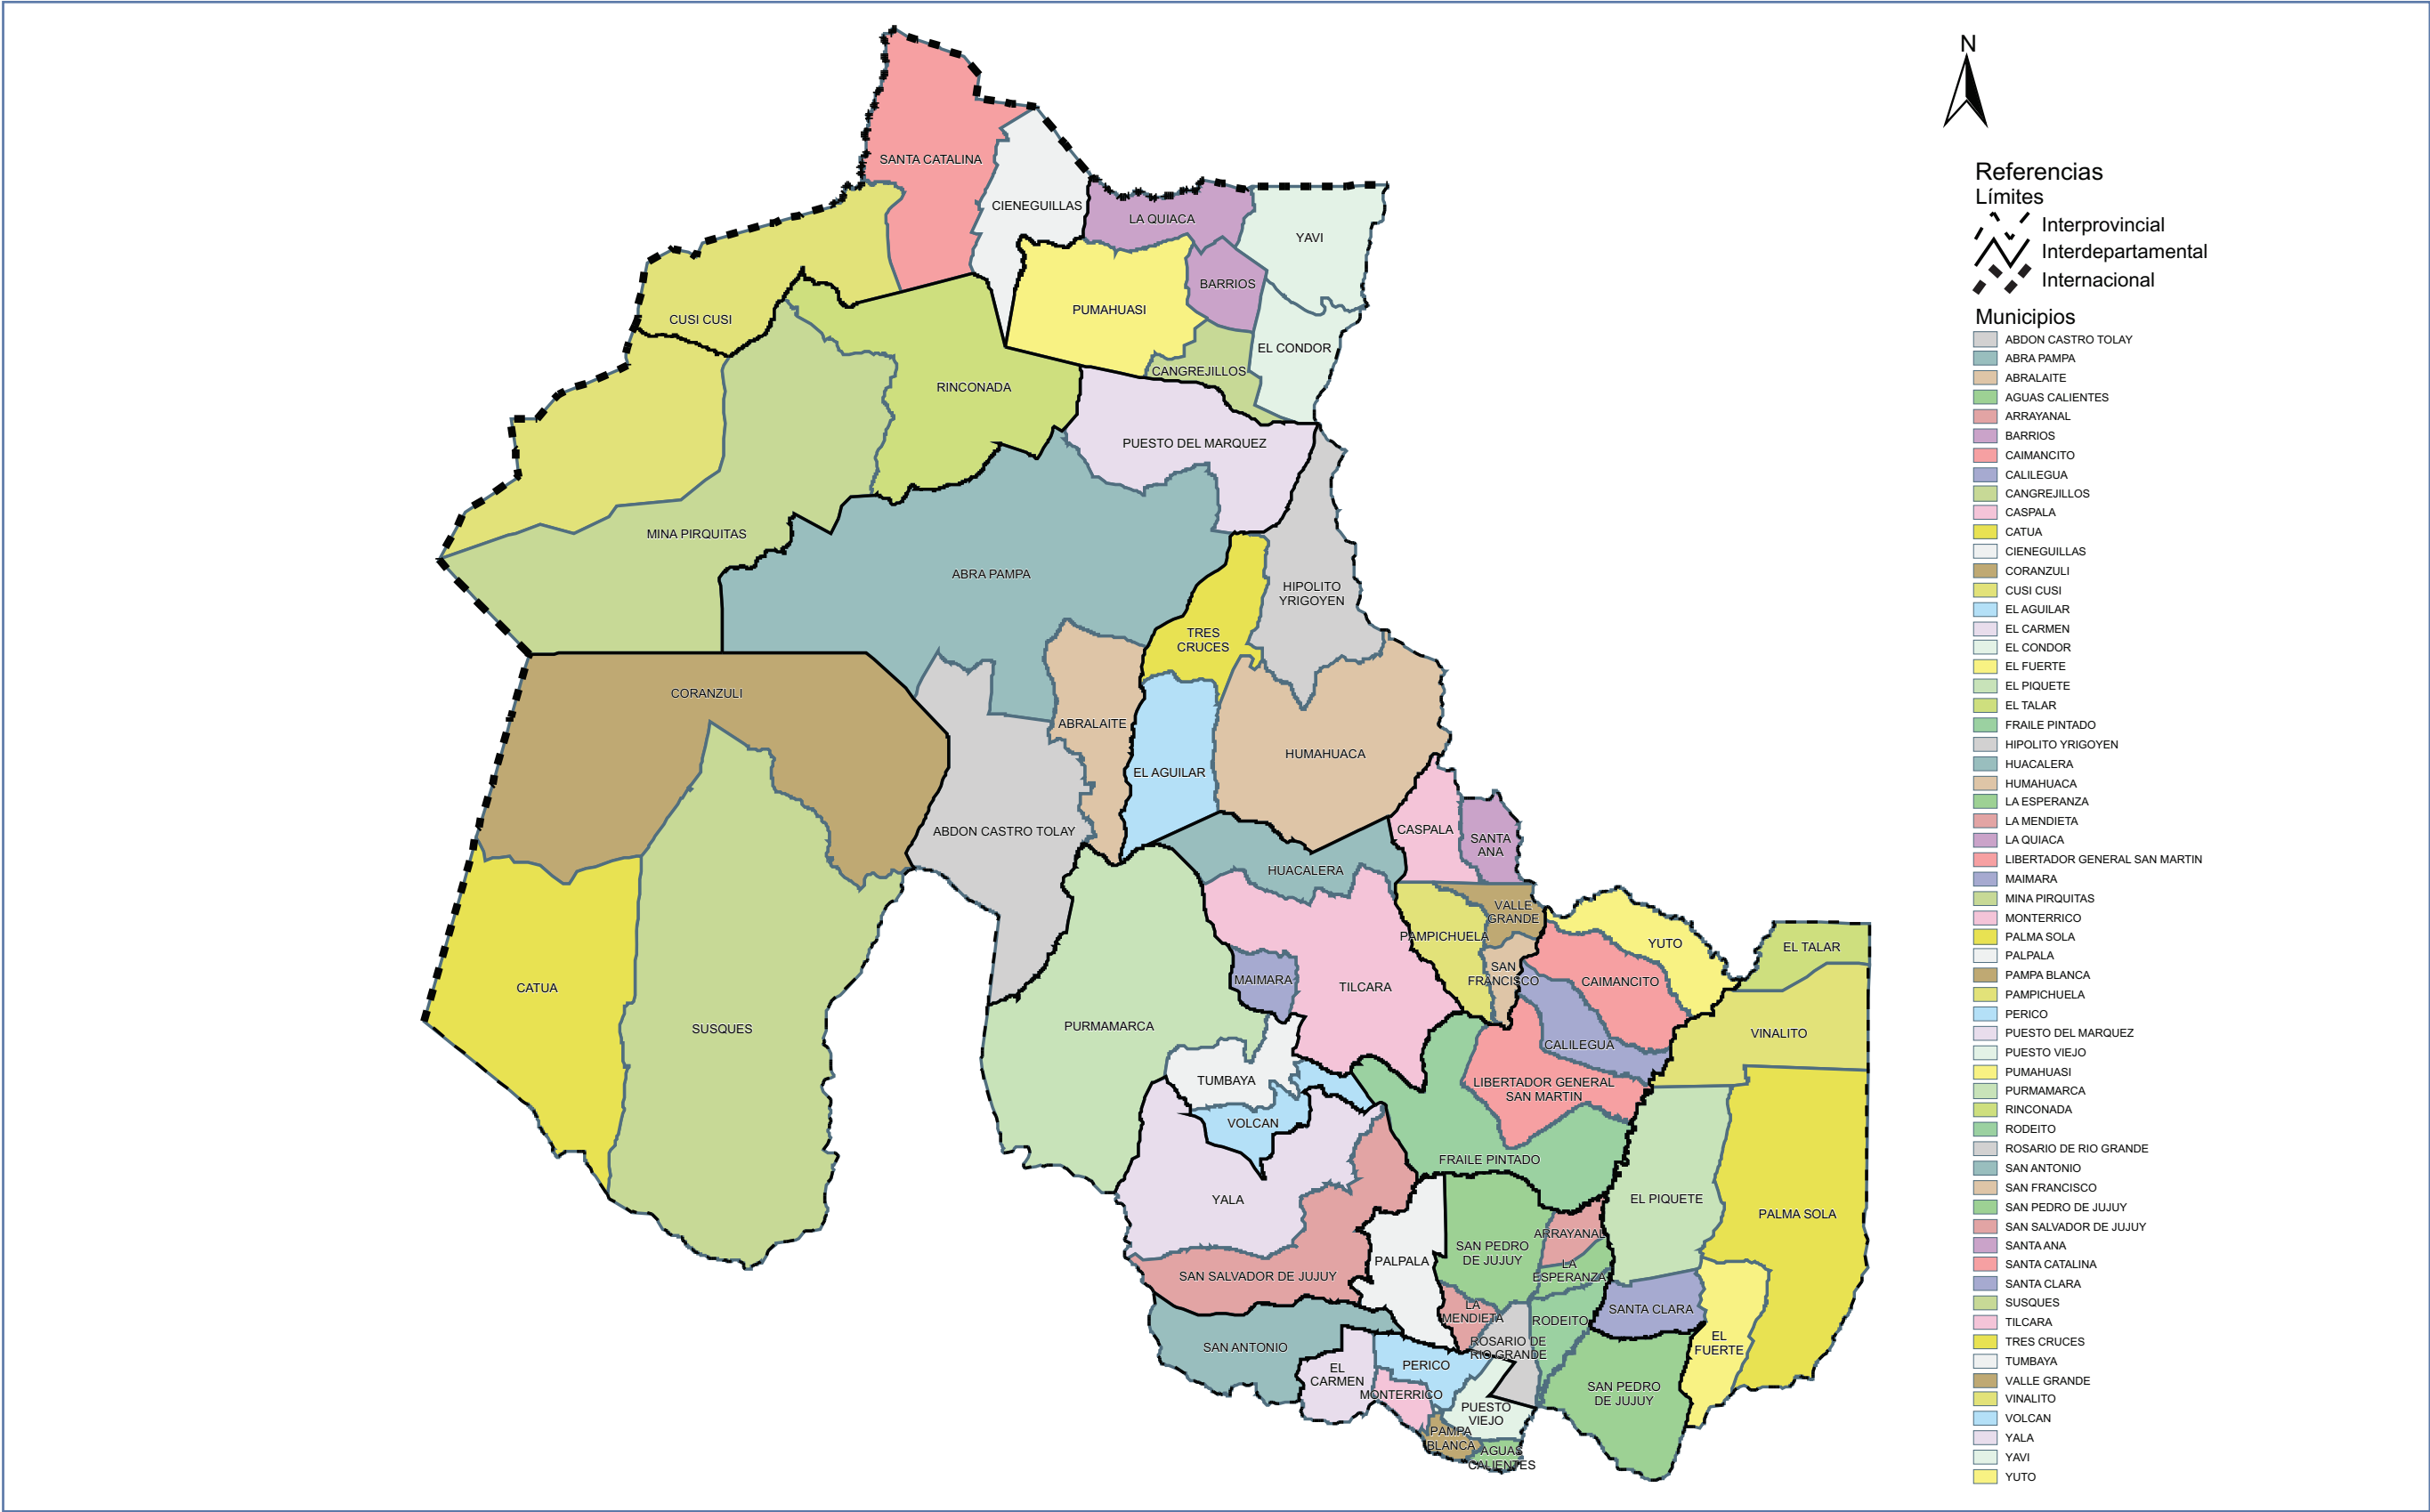 N
Referencias
Límites
Interprovincial
Interdepartamental
Internacional
Municipios
ABDON CASTRO TOLAY
ABRA PAMPA
ABRALAITE
AGUAS CALIENTES
ARRAYANAL
BARRIOS
CAIMANCITO
CALILEGUA
CANGREJILLOS
CASPALA
CATUA
CIENEGUILLAS
CORANZULI
CUSI CUSI
EL AGUILAR
EL CARMEN
EL CONDOR
EL FUERTE
EL PIQUETE
EL TALAR
FRAILE PINTADO
HIPOLITO YRIGOYEN
HUACALERA
HUMAHUACA
LA ESPERANZA
LA MENDIETA
LA QUIACA
LIBERTADOR GENERAL SAN MARTIN
MAIMARA
MINA PIRQUITAS
MONTERRICO
PALMA SOLA
PALPALA
PAMPA BLANCA
PAMPICHUELA
PERICO
PUESTO DEL MARQUEZ
PUESTO VIEJO
PUMAHUASI
PURMAMARCA
RINCONADA
RODEITO
ROSARIO DE RIO GRANDE
SAN ANTONIO
SAN FRANCISCO
SAN PEDRO DE JUJUY
SAN SALVADOR DE JUJUY
SANTA ANA
SANTA CATALINA
SANTA CLARA
SUSQUES
TILCARA
TRES CRUCES
TUMBAYA
VALLE GRANDE
VINALITO
VOLCAN
YALA
YAVI
YUTO
SANTA CATALINA
CIENEGUILLAS
LA QUIACA
YAVI
BARRIOS
PUMAHUASI
CUSI CUSI
EL CONDOR
CANGREJILLOS
RINCONADA
PUESTO DEL MARQUEZ
MINA PIRQUITAS
ABRA PAMPA
HIPOLITO
YRIGOYEN
TRES
CRUCES
CORANZULI
ABRALAITE
HUMAHUACA
EL AGUILAR
ABDON CASTRO TOLAY
CASPALA
SANTA
ANA
HUACALERA
VALLE
GRANDE
PAMPICHUELA
YUTO
EL TALAR
SAN
FRANCISCO
MAIMARA
TILCARA
CAIMANCITO
CATUA
SUSQUES
PURMAMARCA
VINALITO
CALILEGUA
TUMBAYA
LIBERTADOR GENERAL
SAN MARTIN
VOLCAN
FRAILE PINTADO
YALA
EL PIQUETE
PALMA SOLA
ARRAYANAL
SAN PEDRO
DE JUJUY
PALPALA
LA
ESPERANZA
SAN SALVADOR DE JUJUY
LA
MENDIETA
SANTA CLARA
RODEITO
SAN ANTONIO
ROSARIO DE
RIO GRANDE
EL
FUERTE
PERICO
EL
CARMEN
MONTERRICO
SAN PEDRO
DE JUJUY
PUESTO
VIEJO
PAMPA
BLANCA
AGUAS
CALIENTES